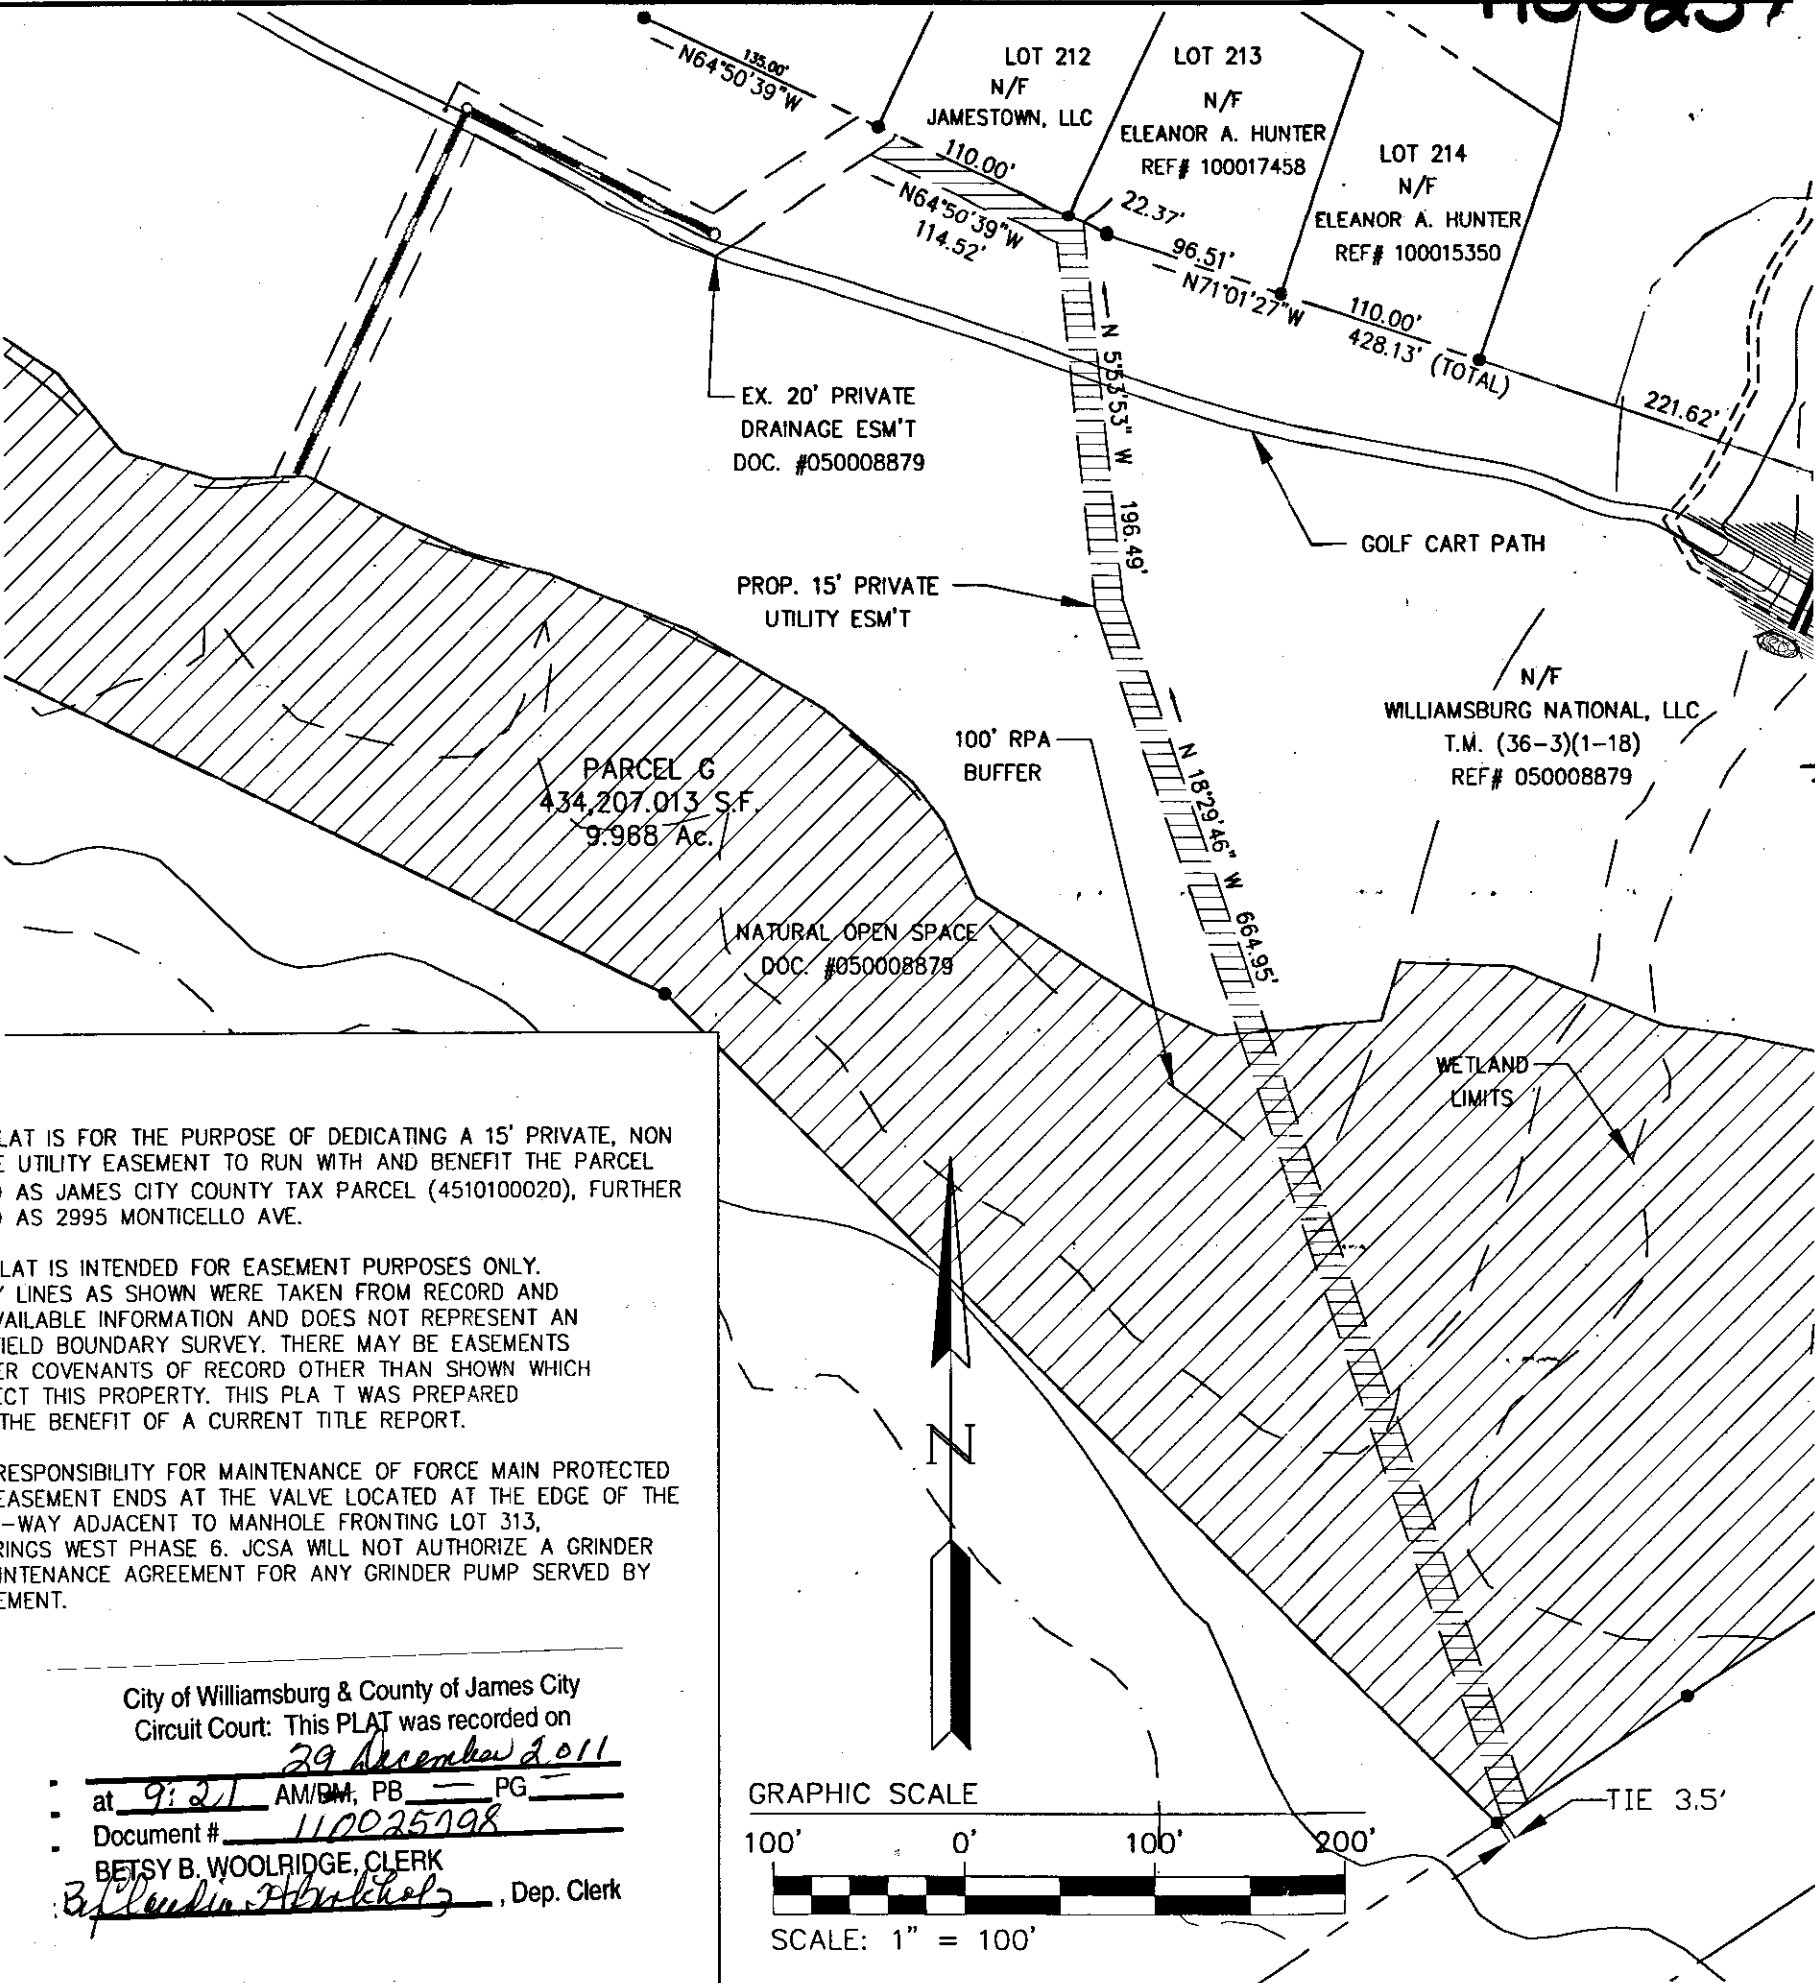 135.00'
N64°50'39"W
LOT 212
N/F
JAMESTOWN, LLC
LOT 213
N/F
ELEANOR A. HUNTER
REF# 100017458
LOT 214
N/F
ELEANOR A. HUNTER
REF# 100015350
110.00'
N64°50'39"W
114.52'
22.37'
96.51'
N71°01'27"W
110.00'
428.13' (TOTAL)
221.62'
N 5°53'53" W 196.49'
EX. 20' PRIVATE
DRAINAGE ESM'T
DOC. #050008879
GOLF CART PATH
PROP. 15' PRIVATE
UTILITY ESM'T
N/F
WILLIAMSBURG NATIONAL, LLC
T.M. (36-3)(1-18)
REF# 050008879
100' RPA
BUFFER
N 18°29'46" W 664.95'
PARCEL G
434,207.013 S.F.
9.968 Ac.
NATURAL OPEN SPACE
DOC. #050008879
WETLAND
LIMITS
LAT IS FOR THE PURPOSE OF DEDICATING A 15' PRIVATE, NON
E UTILITY EASEMENT TO RUN WITH AND BENEFIT THE PARCEL
AS JAMES CITY COUNTY TAX PARCEL (4510100020), FURTHER
AS 2995 MONTICELLO AVE.
LAT IS INTENDED FOR EASEMENT PURPOSES ONLY.
Y LINES AS SHOWN WERE TAKEN FROM RECORD AND
VAILABLE INFORMATION AND DOES NOT REPRESENT AN
IELD BOUNDARY SURVEY. THERE MAY BE EASEMENTS
ER COVENANTS OF RECORD OTHER THAN SHOWN WHICH
ECT THIS PROPERTY. THIS PLA T WAS PREPARED
THE BENEFIT OF A CURRENT TITLE REPORT.
RESPONSIBILITY FOR MAINTENANCE OF FORCE MAIN PROTECTED
EASEMENT ENDS AT THE VALVE LOCATED AT THE EDGE OF THE
-WAY ADJACENT TO MANHOLE FRONTING LOT 313,
RINGS WEST PHASE 6. JCSA WILL NOT AUTHORIZE A GRINDER
INTENANCE AGREEMENT FOR ANY GRINDER PUMP SERVED BY
EMENT.
N
City of Williamsburg & County of James City
Circuit Court: This PLAT was recorded on
29 December 2011
at 9:21 AM/PM, PB — PG —
Document # 110025798
BETSY B. WOOLRIDGE, CLERK
By , Dep. Clerk
GRAPHIC SCALE
100' 0' 100' 200'
SCALE: 1" = 100'
TIE 3.5'